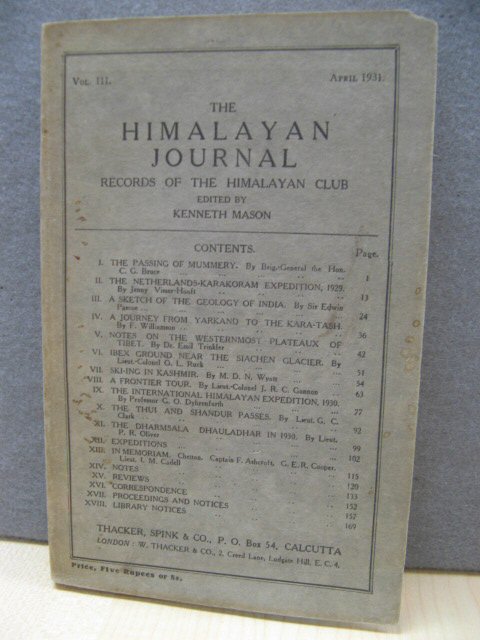 Vol. III. April 1931.
THE
HIMALAYAN
JOURNAL
RECORDS OF THE HIMALAYAN CLUB
EDITED BY
KENNETH MASON
CONTENTS.
Page.
I. THE PASSING OF MUMMERY. By Brig.-General the Hon.
C. G. Bruce ... 1
II. THE NETHERLANDS-KARAKORAM EXPEDITION, 1929.
By Jenny Visser-Hooft ... 13
III. A SKETCH OF THE GEOLOGY OF INDIA. By Sir Edwin
Pascoe ... 24
IV. A JOURNEY FROM YARKAND TO THE KARA-TASH.
By F. Williamson ... 36
V. NOTES ON THE WESTERNMOST PLATEAUX OF
TIBET. By Dr. Emil Trinkler ... 42
VI. IBEX GROUND NEAR THE SIACHEN GLACIER. By
Lieut.-Colonel G. L. Ruck ... 51
VII. SKI-ING IN KASHMIR. By M. D. N. Wyatt ... 54
VIII. A FRONTIER TOUR. By Lieut.-Colonel J. R. C. Gannon ... 63
IX. THE INTERNATIONAL HIMALAYAN EXPEDITION, 1930.
By Professor G. O. Dyhrenfurth ... 77
X. THE THUI AND SHANDUR PASSES. By Lieut. G. C.
Clark ... 92
XI. THE DHARMSALA DHAULADHAR IN 1930. By Lieut.
P. R. Oliver ... 99
XII. EXPEDITIONS ... 102
XIII. IN MEMORIAM. Chettan. Captain F. Ashcroft. G. E. R. Cooper.
Lieut. I. M. Cadell ... 115
XIV. NOTES ... 120
XV. REVIEWS ... 133
XVI. CORRESPONDENCE ... 152
XVII. PROCEEDINGS AND NOTICES ... 157
XVIII. LIBRARY NOTICES ... 169
THACKER, SPINK & CO., P. O. Box 54, CALCUTTA
LONDON: W. THACKER & CO., 2, Creed Lane, Ludgate Hill, E. C. 4.
Price, Five Rupees or 8s.